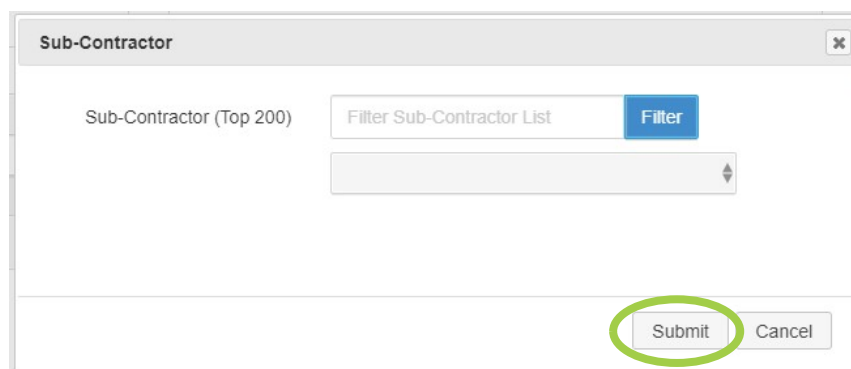 Sub-Contractor
Sub-Contractor (Top 200) Filter Sub-Contractor List Filter
Submit Cancel